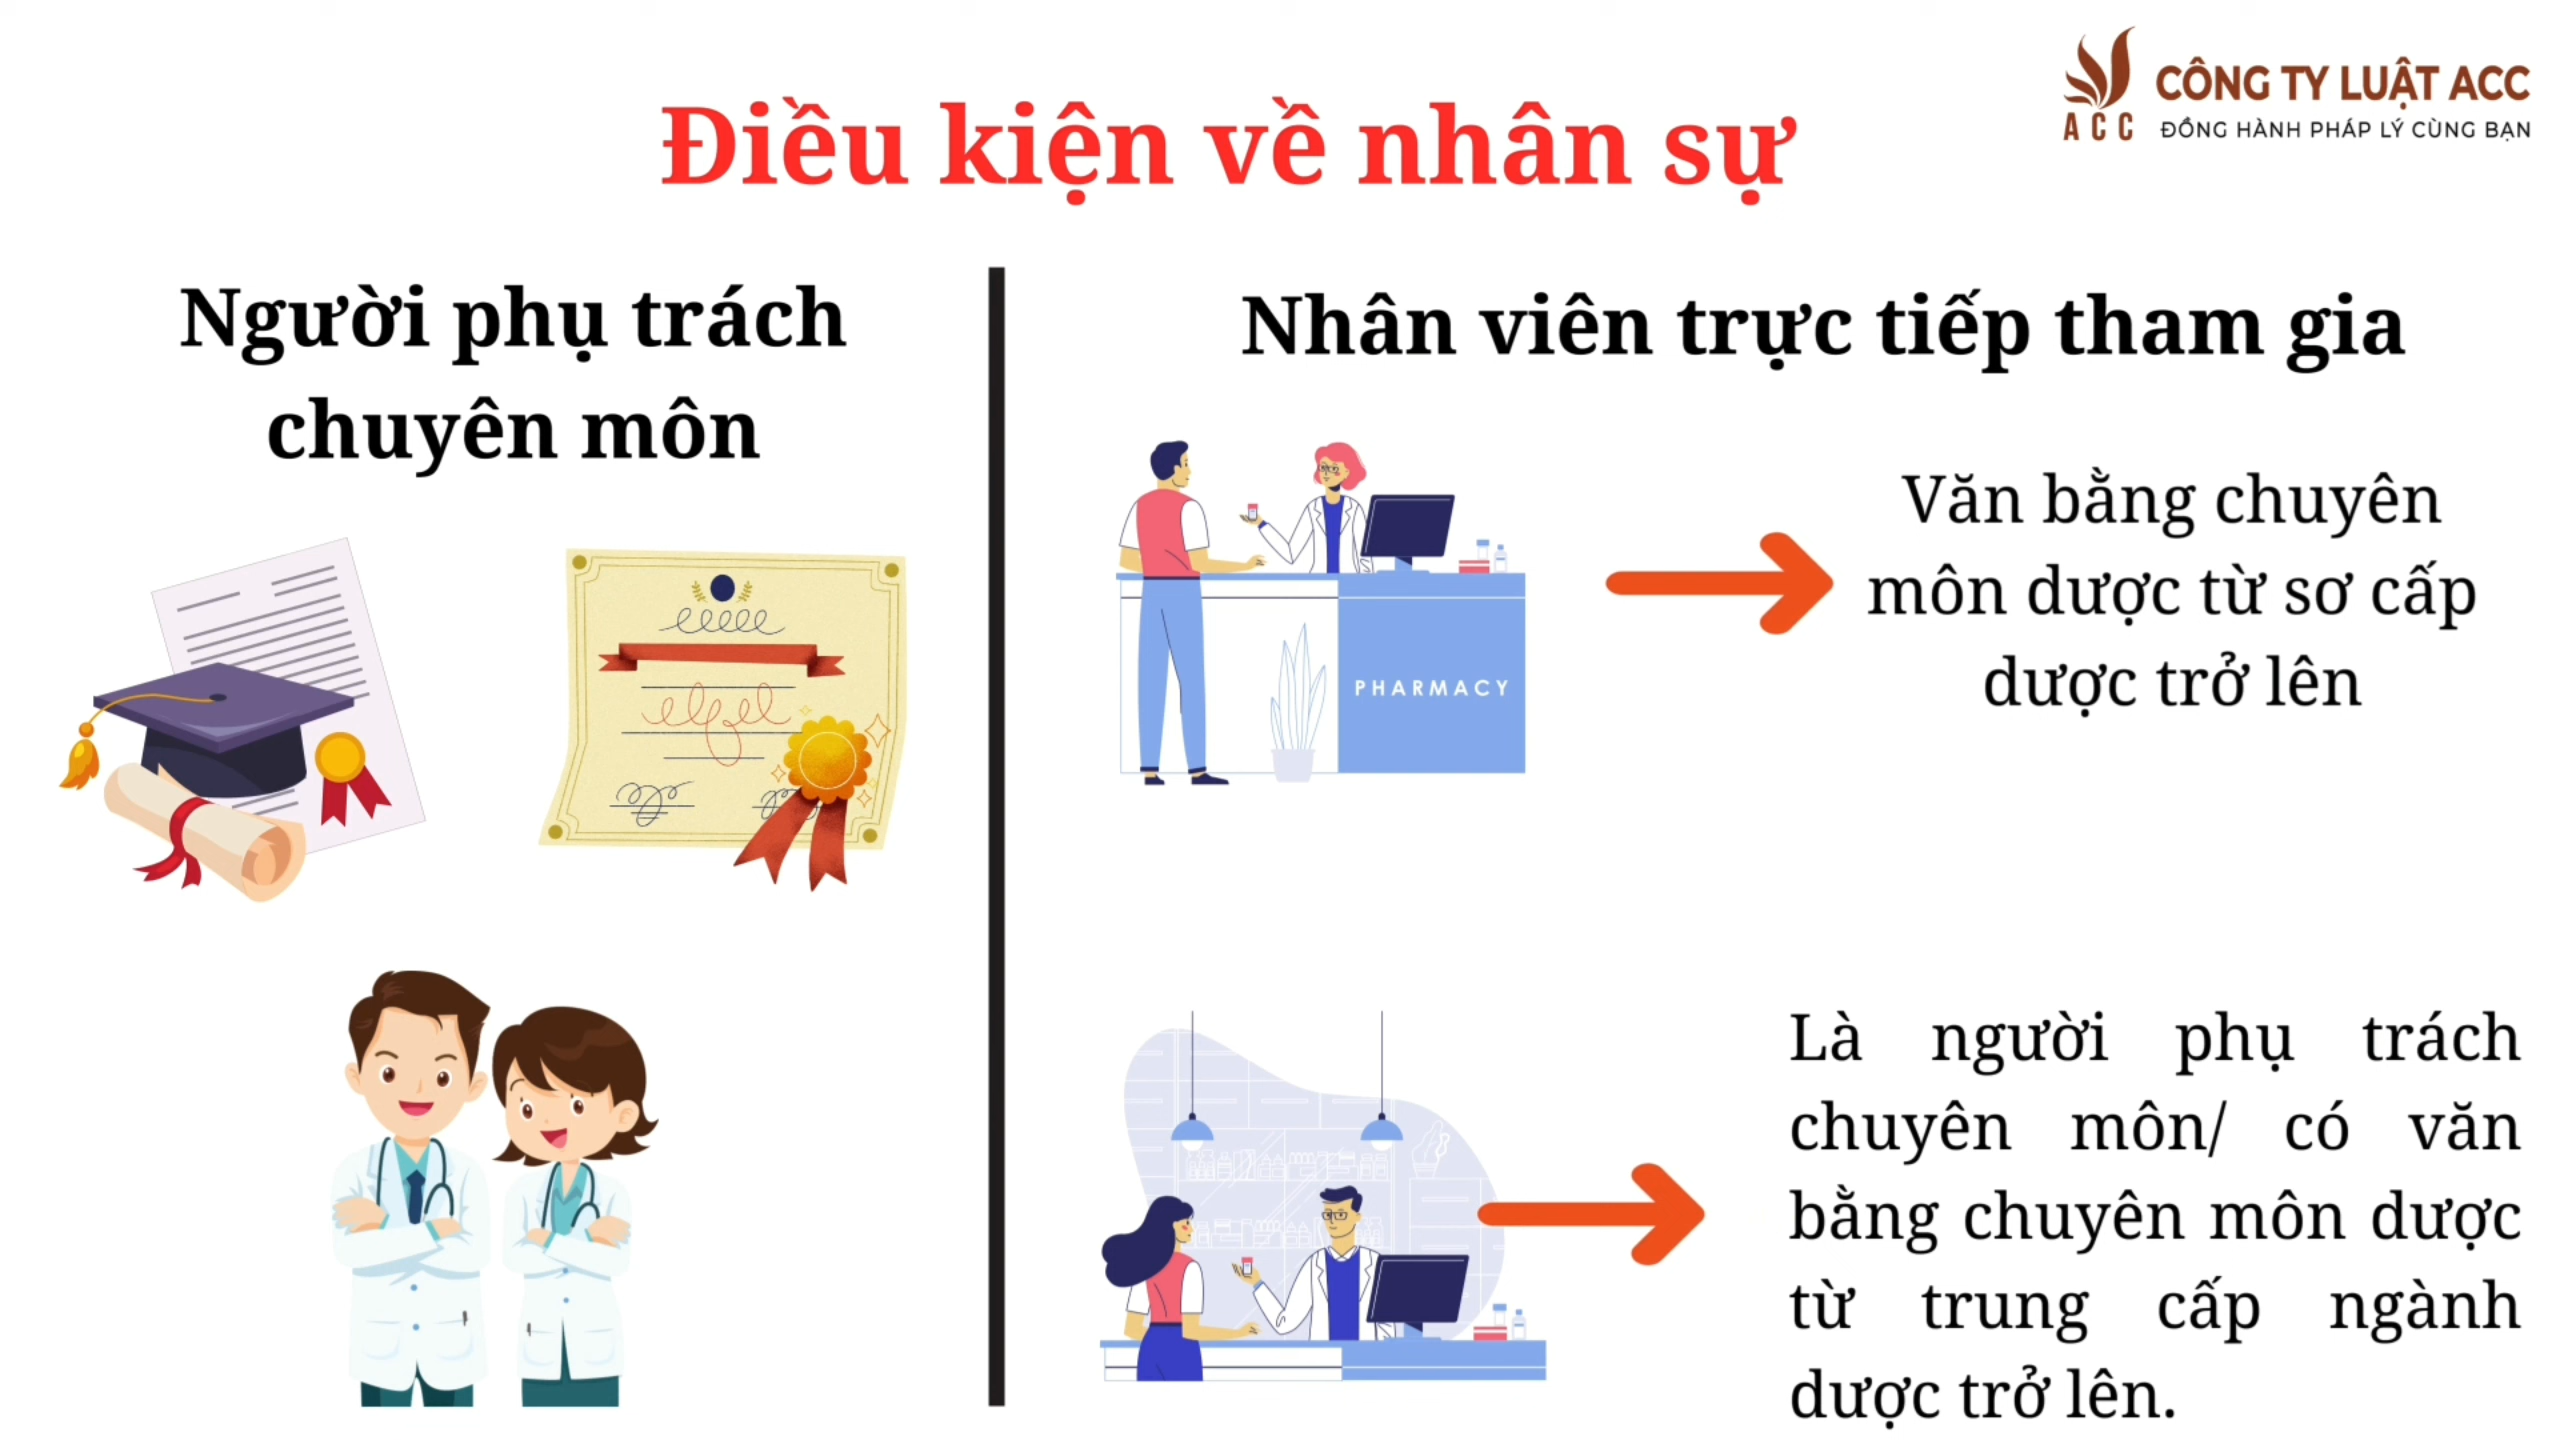 CÔNG TY LUẬT ACC
ACC
ĐỒNG HÀNH PHÁP LÝ CÙNG BẠN
Điều kiện về nhân sự
Người phụ trách
chuyên môn
Nhân viên trực tiếp tham gia
Văn bằng chuyên
môn dược từ sơ cấp
dược trở lên
PHARMACY
Là người phụ trách
chuyên môn/ có văn
bằng chuyên môn dược
từ trung cấp ngành
dược trở lên.